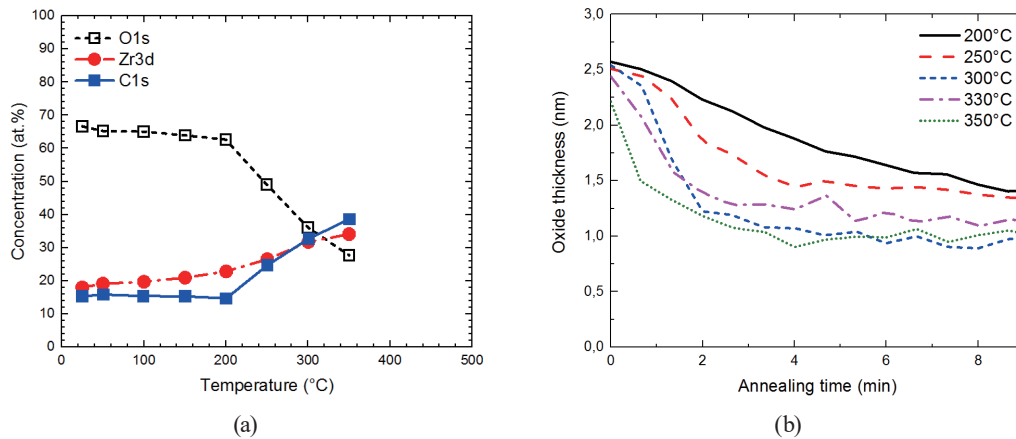 100
90
80
70
60
50
40
30
20
10
0
O1s
Zr3d
C1s
Concentration (at.%)
0 100 200 300 400 500
Temperature (°C)
(a)
3,0
2,5
2,0
1,5
1,0
0,5
0,0
200°C
250°C
300°C
330°C
350°C
Oxide thickness (nm)
0 2 4 6 8
Annealing time (min)
(b)